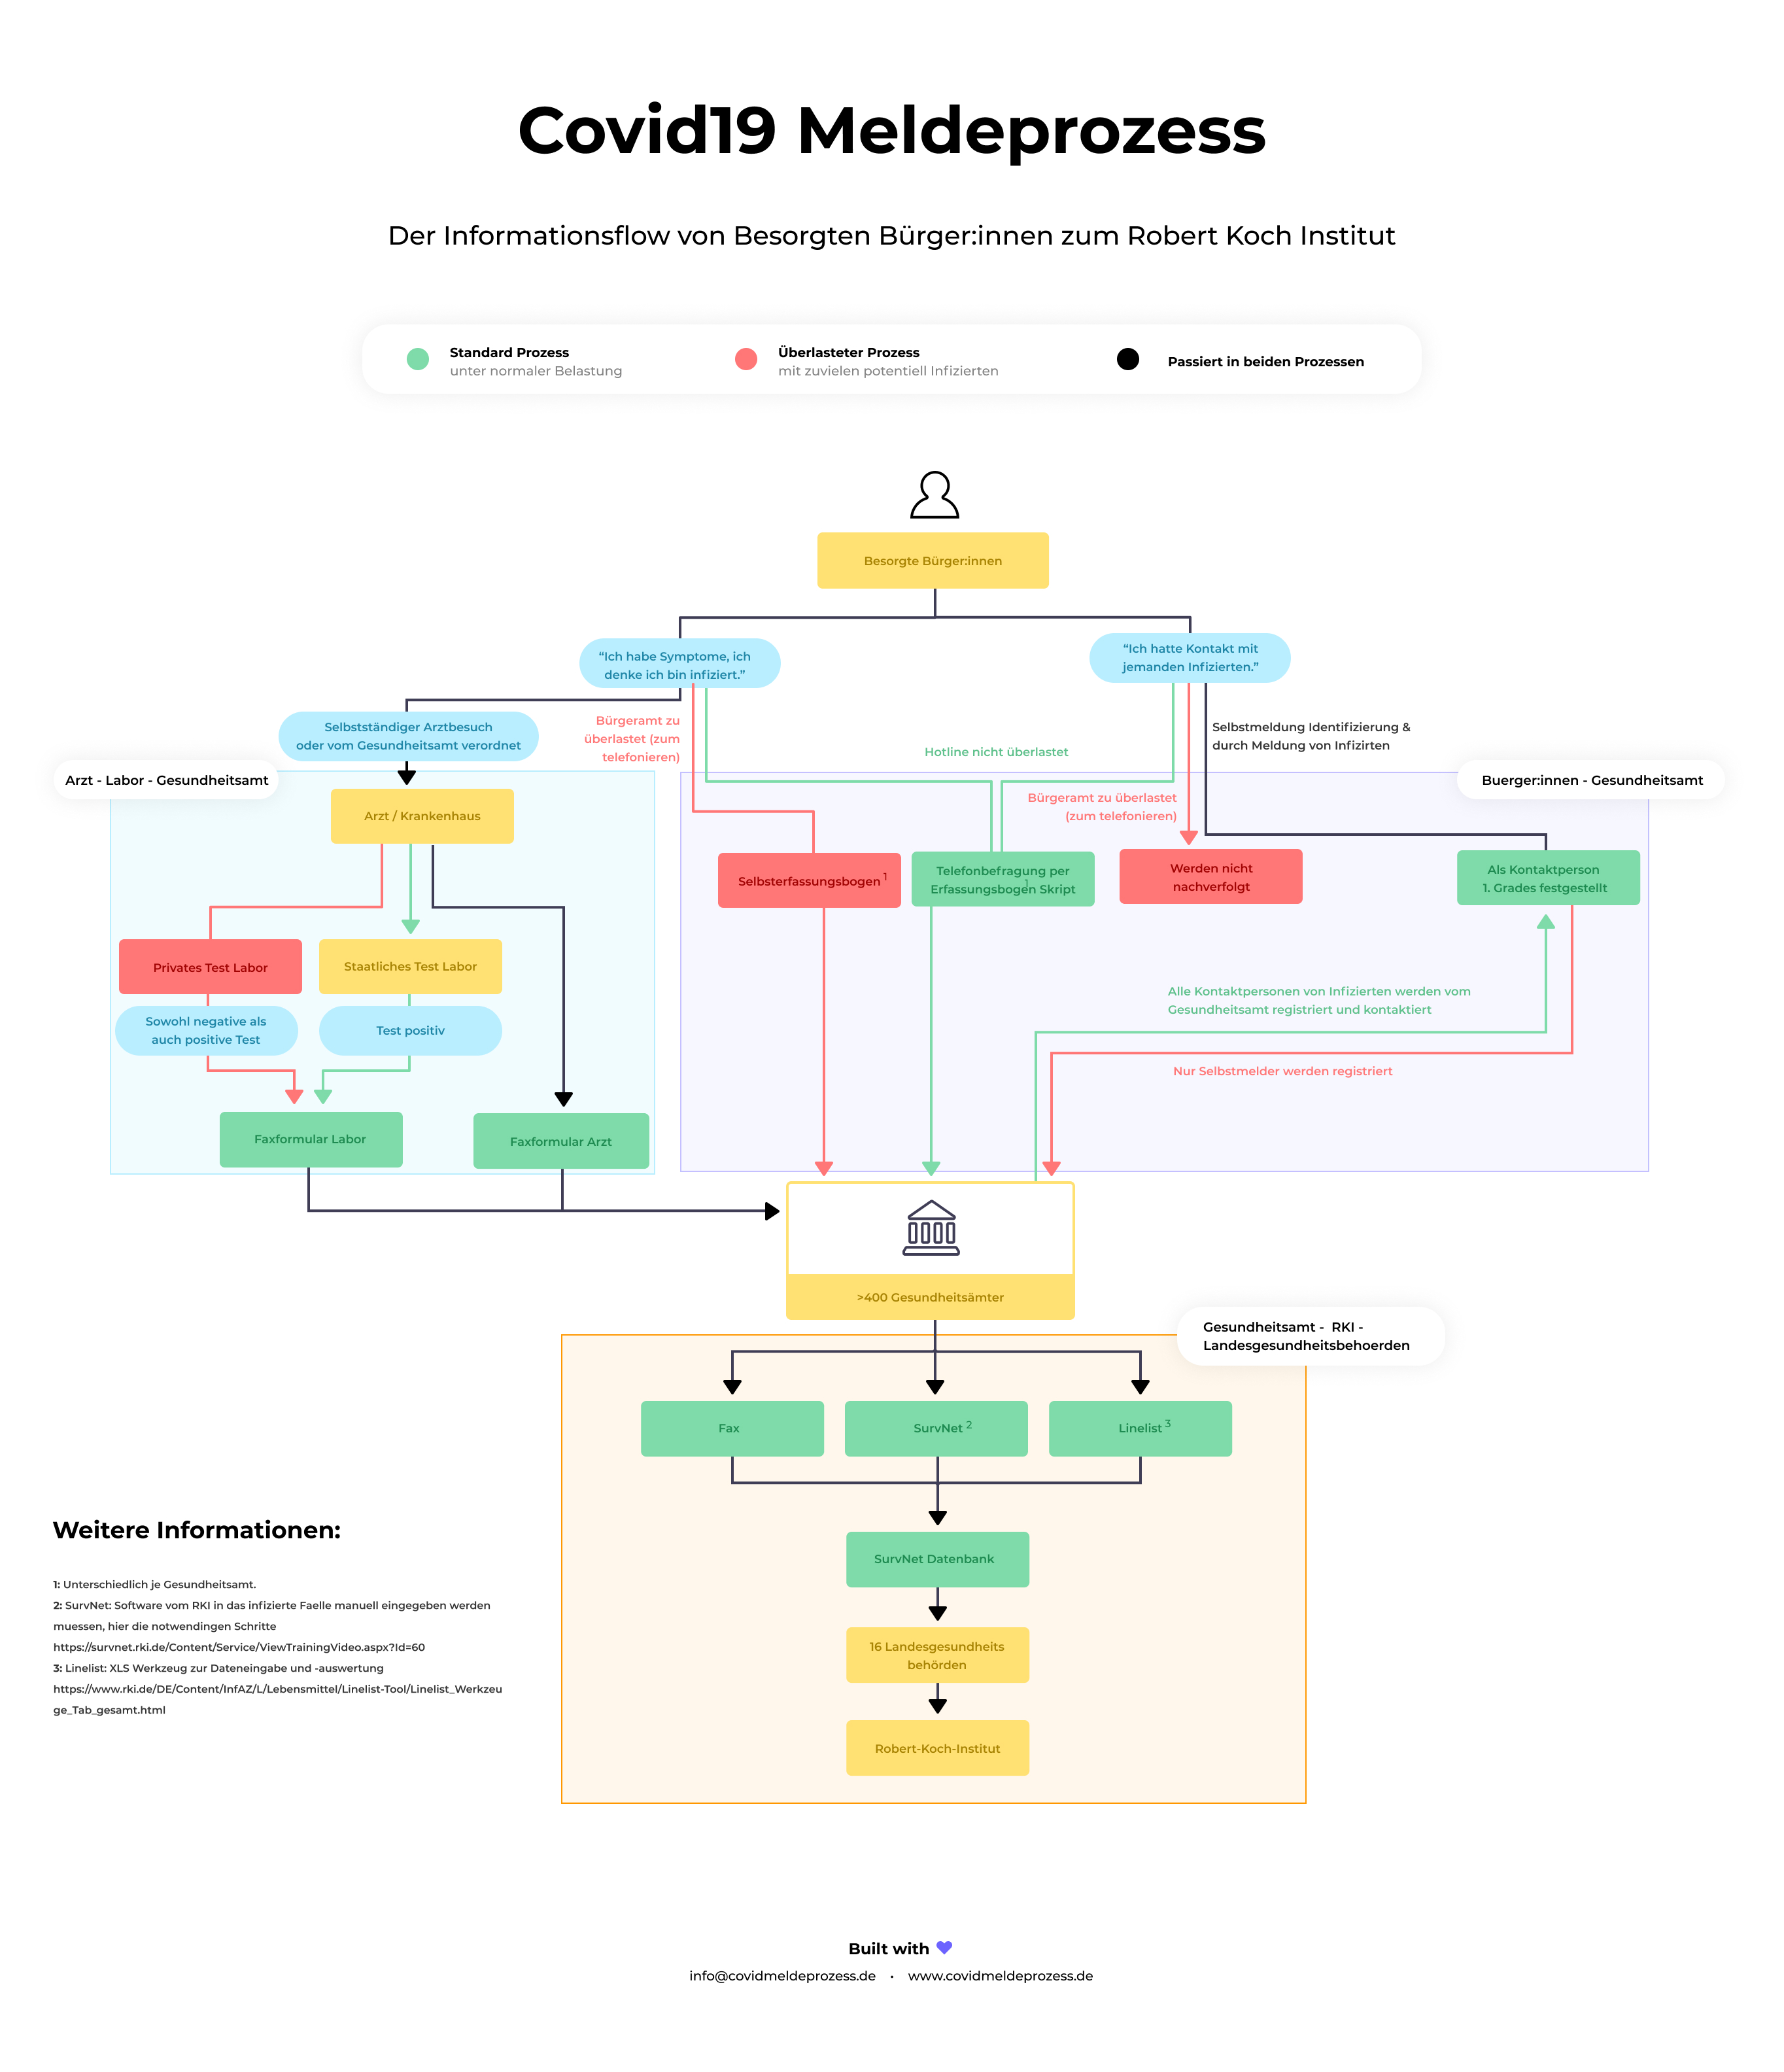 Covid19 Meldeprozess
Der Informationsflow von Besorgten Bürger:innen zum Robert Koch Institut
Standard Prozess
unter normaler Belastung
Überlasteter Prozess
mit zuvielen potentiell Infizierten
Passiert in beiden Prozessen
Besorgte Bürger:innen
“Ich habe Symptome, ich
denke ich bin infiziert.”
“Ich hatte Kontakt mit
jemanden Infizierten.”
Selbstständiger Arztbesuch
oder vom Gesundheitsamt verordnet
Bürgeramt zu
überlastet (zum
telefonieren)
Hotline nicht überlastet
Selbstmeldung Identifizierung &
durch Meldung von Infizirten
Arzt - Labor - Gesundheitsamt
Buerger:innen - Gesundheitsamt
Arzt / Krankenhaus
Bürgeramt zu überlastet
(zum telefonieren)
Selbsterfassungsbogen 1
Telefonbefragung per
Erfassungsbogen Skript 1
Werden nicht
nachverfolgt
Als Kontaktperson
1. Grades festgestellt
Privates Test Labor
Staatliches Test Labor
Sowohl negative als
auch positive Test
Test positiv
Alle Kontaktpersonen von Infizierten werden vom
Gesundheitsamt registriert und kontaktiert
Nur Selbstmelder werden registriert
Faxformular Labor
Faxformular Arzt
>400 Gesundheitsämter
Gesundheitsamt - RKI -
Landesgesundheitsbehoerden
Fax
SurvNet 2
Linelist 3
SurvNet Datenbank
16 Landesgesundheits
behörden
Robert-Koch-Institut
Weitere Informationen:
1: Unterschiedlich je Gesundheitsamt.
2: SurvNet: Software vom RKI in das infizierte Faelle manuell eingegeben werden
muessen, hier die notwendingen Schritte
https://survnet.rki.de/Content/Service/ViewTrainingVideo.aspx?Id=60
3: Linelist: XLS Werkzeug zur Dateneingabe und -auswertung
https://www.rki.de/DE/Content/InfAZ/L/Lebensmittel/Linelist-Tool/Linelist_Werkzeu
ge_Tab_gesamt.html
Built with
info@covidmeldeprozess.de • www.covidmeldeprozess.de